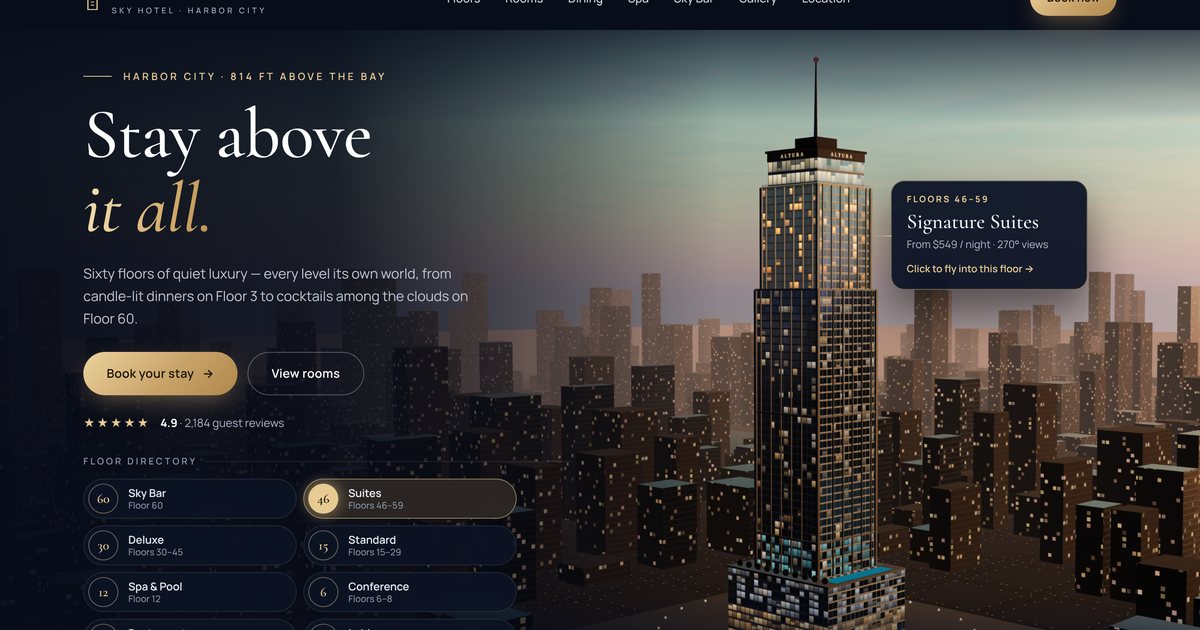 SKY HOTEL · HARBOR CITY
Floors Rooms Dining Spa Sky Bar Gallery Location
Book now
HARBOR CITY · 814 FT ABOVE THE BAY
Stay above
it all.
Sixty floors of quiet luxury — every level its own world, from
candle-lit dinners on Floor 3 to cocktails among the clouds on
Floor 60.
Book your stay →
View rooms
★★★★★ 4.9 · 2,184 guest reviews
FLOOR DIRECTORY
60 Sky Bar
Floor 60
46 Suites
Floors 46–59
30 Deluxe
Floors 30–45
15 Standard
Floors 15–29
12 Spa & Pool
Floor 12
6 Conference
Floors 6–8
ALTURA ALTURA
FLOORS 46–59
Signature Suites
From $549 / night · 270° views
Click to fly into this floor →